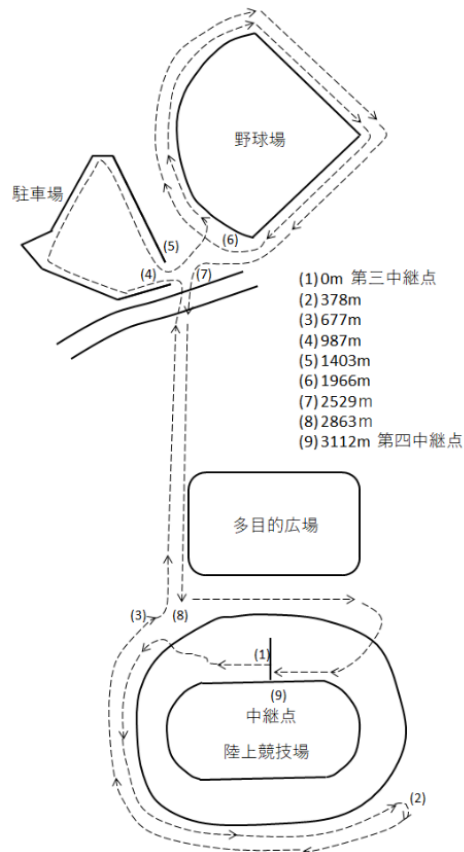 野球場
駐車場
(5)
(6)
(4)
(7)
(1)0m 第三中継点
(2)378m
(3)677m
(4)987m
(5)1403m
(6)1966m
(7)2529m
(8)2863m
(9)3112m 第四中継点
多目的広場
(3)
(8)
(1)
(9)
中継点
陸上競技場
(2)